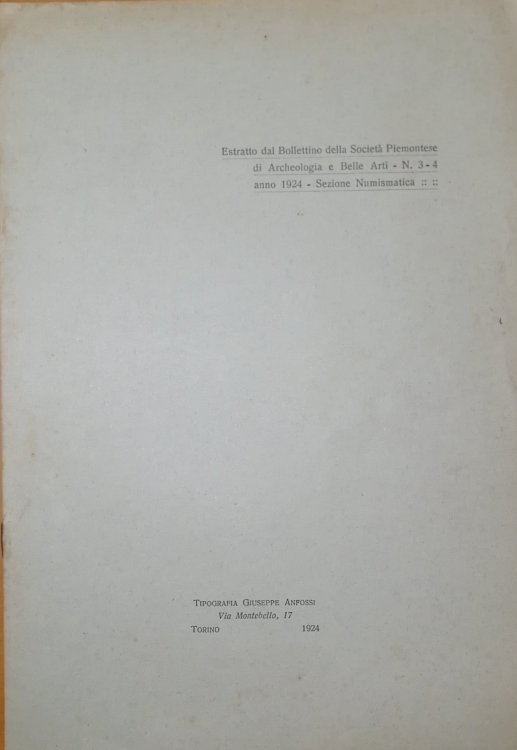 Estratto dal Bollettino della Società Piemontese
di Archeologia e Belle Arti - N. 3-4
anno 1924 - Sezione Numismatica :: ::
Tipografia Giuseppe Anfossi
Via Montebello, 17
Torino 1924